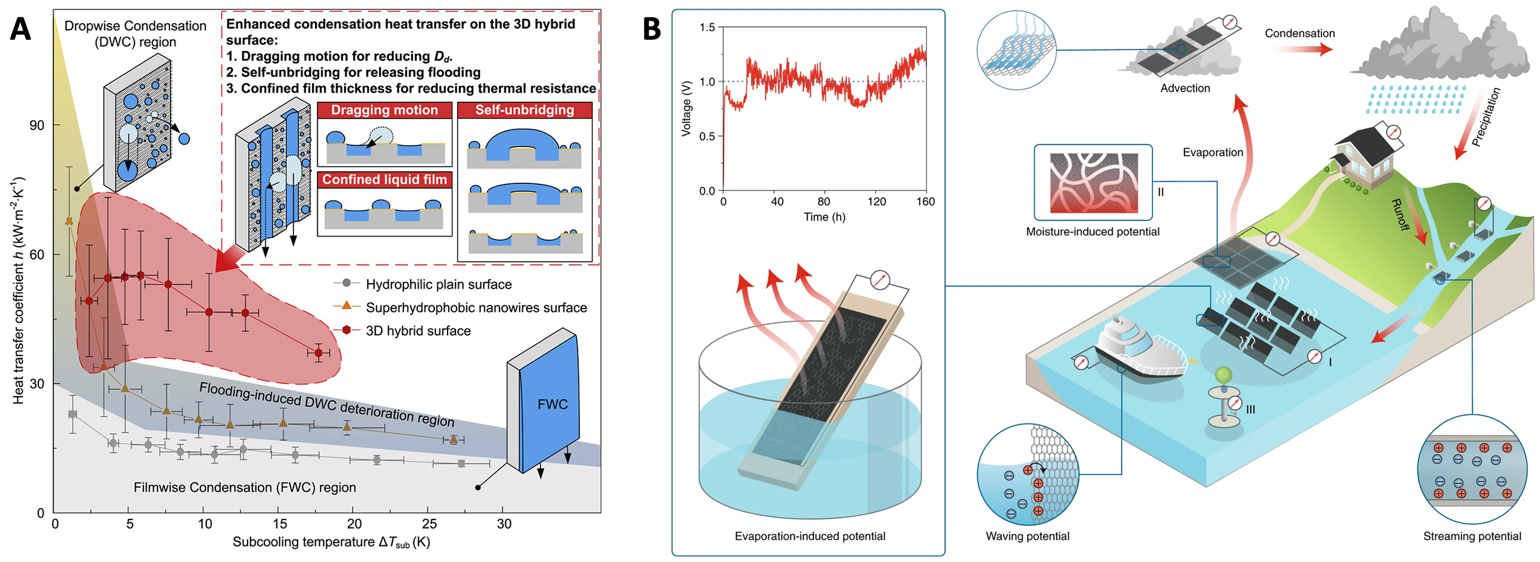 A
Dropwise Condensation
(DWC) region
Enhanced condensation heat transfer on the 3D hybrid
surface:
1. Dragging motion for reducing Dd.
2. Self-unbridging for releasing flooding
3. Confined film thickness for reducing thermal resistance
Dragging motion
Self-unbridging
Confined liquid film
Hydrophilic plain surface
Superhydrophobic nanowires surface
3D hybrid surface
Flooding-induced DWC deterioration region
FWC
Filmwise Condensation (FWC) region
Heat transfer coefficient h (kW·m-2·K-1)
90
60
30
0
0 5 10 15 20 25 30
Subcooling temperature ΔTsub (K)
B
Voltage (V)
1.5
1.0
0.5
0.0
0 40 80 120 160
Time (h)
Evaporation-induced potential
Advection
Condensation
Precipitation
Evaporation
Moisture-induced potential
II
Runoff
I
III
Waving potential
Streaming potential